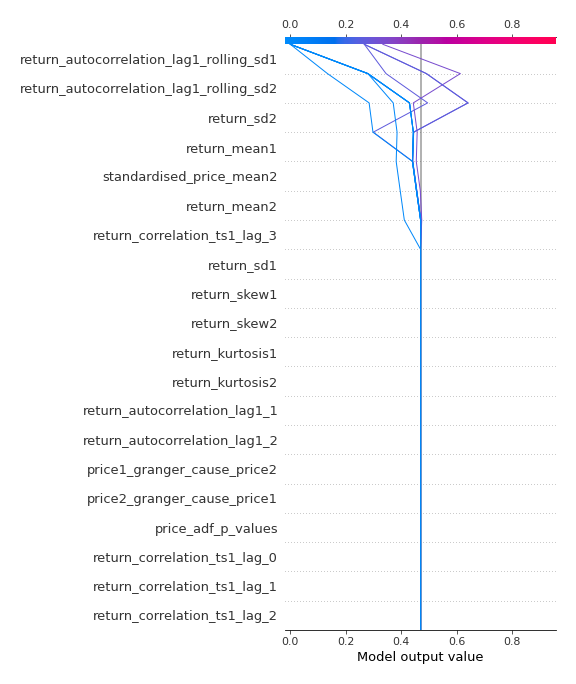 0.0 0.2 0.4 0.6 0.8
return_autocorrelation_lag1_rolling_sd1
return_autocorrelation_lag1_rolling_sd2
return_sd2
return_mean1
standardised_price_mean2
return_mean2
return_correlation_ts1_lag_3
return_sd1
return_skew1
return_skew2
return_kurtosis1
return_kurtosis2
return_autocorrelation_lag1_1
return_autocorrelation_lag1_2
price1_granger_cause_price2
price2_granger_cause_price1
price_adf_p_values
return_correlation_ts1_lag_0
return_correlation_ts1_lag_1
return_correlation_ts1_lag_2
0.0 0.2 0.4 0.6 0.8
Model output value